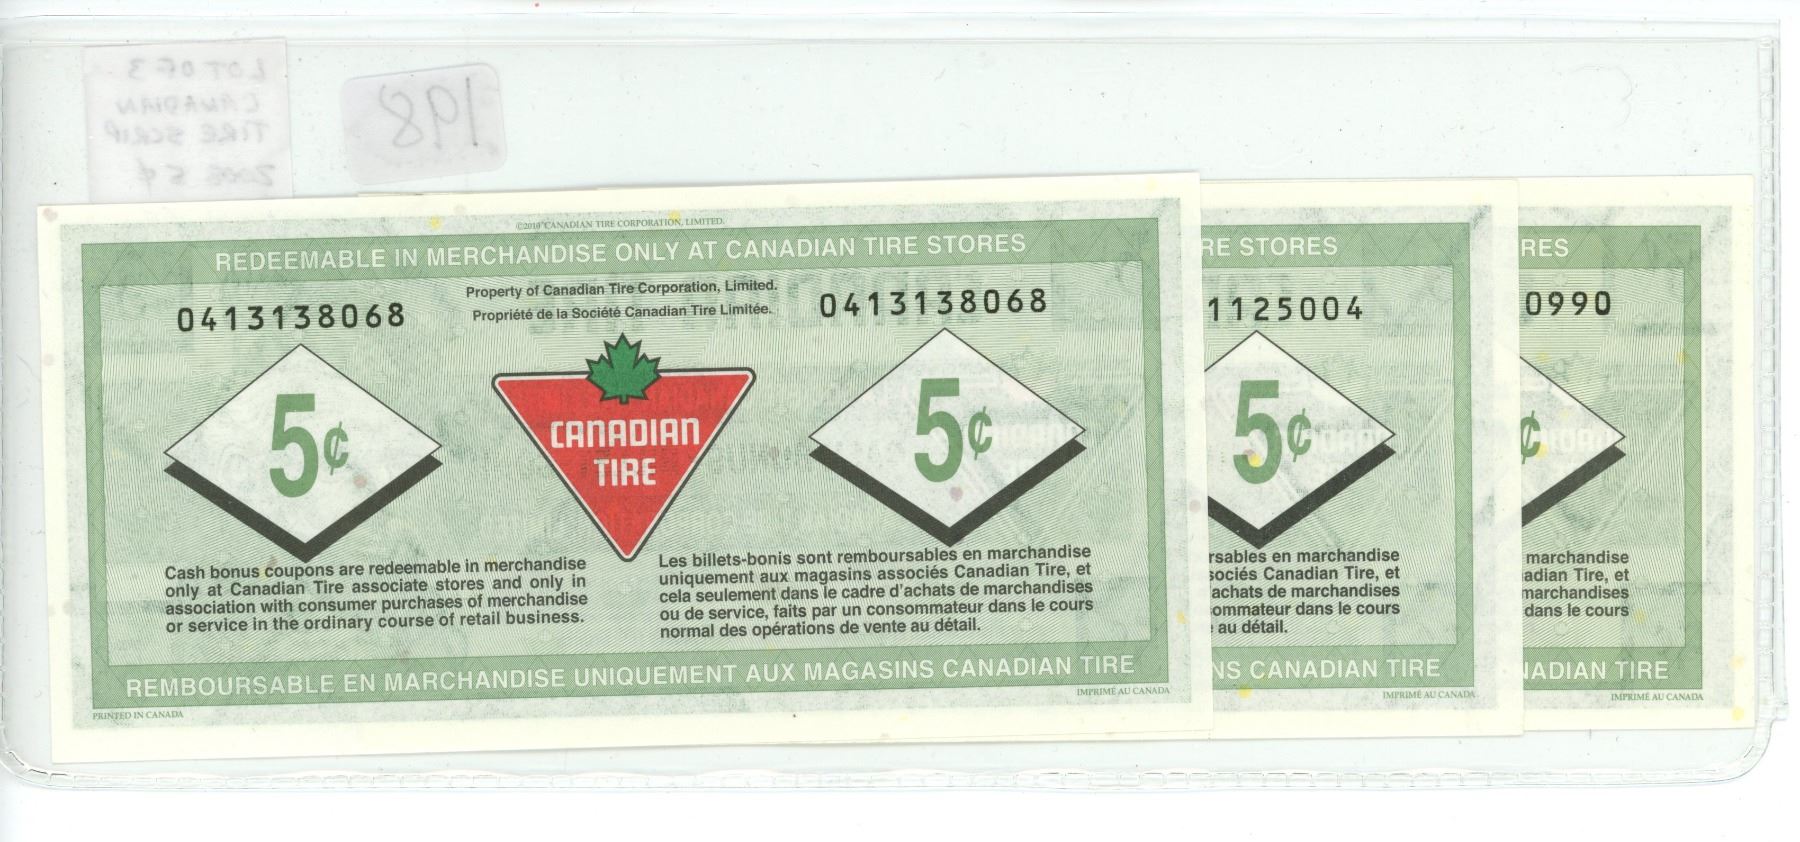 LOT OF 3
CANADIAN
TIRE SCRIP
198
©2010 CANADIAN TIRE CORPORATION, LIMITED.
REDEEMABLE IN MERCHANDISE ONLY AT CANADIAN TIRE STORES
Property of Canadian Tire Corporation, Limited.
Propriété de la Société Canadian Tire Limitée.
0413138068
0413138068
5¢
CANADIAN
TIRE
5¢
Cash bonus coupons are redeemable in merchandise
only at Canadian Tire associate stores and only in
association with consumer purchases of merchandise
or service in the ordinary course of retail business.
Les billets-bonis sont remboursables en marchandise
uniquement aux magasins associés Canadian Tire, et
cela seulement dans le cadre d'achats de marchandises
ou de service, faits par un consommateur dans le cours
normal des opérations de vente au détail.
REMBOURSABLE EN MARCHANDISE UNIQUEMENT AUX MAGASINS CANADIAN TIRE
PRINTED IN CANADA
IMPRIMÉ AU CANADA
RE STORES
1125004
5¢
rsables en marchandise
sociés Canadian Tire, et
achats de marchandises
sommateur dans le cours
au détail.
NS CANADIAN TIRE
IMPRIMÉ AU CANADA
RES
0990
¢
marchandise
adian Tire, et
marchandises
dans le cours
NADIAN TIRE
IMPRIMÉ AU CANADA